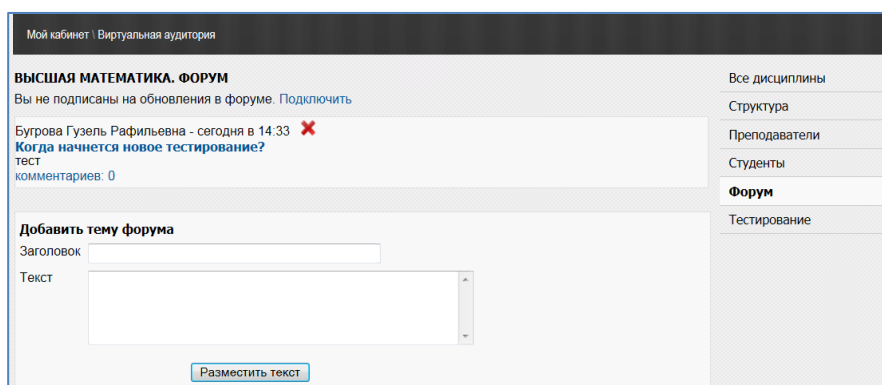 Мой кабинет \ Виртуальная аудитория
ВЫСШАЯ МАТЕМАТИКА. ФОРУМ
Вы не подписаны на обновления в форуме. Подключить
Бугрова Гузель Рафильевна - сегодня в 14:33
Когда начнется новое тестирование?
тест
комментариев: 0
Добавить тему форума
Заголовок
Текст
Разместить текст
Все дисциплины
Структура
Преподаватели
Студенты
Форум
Тестирование